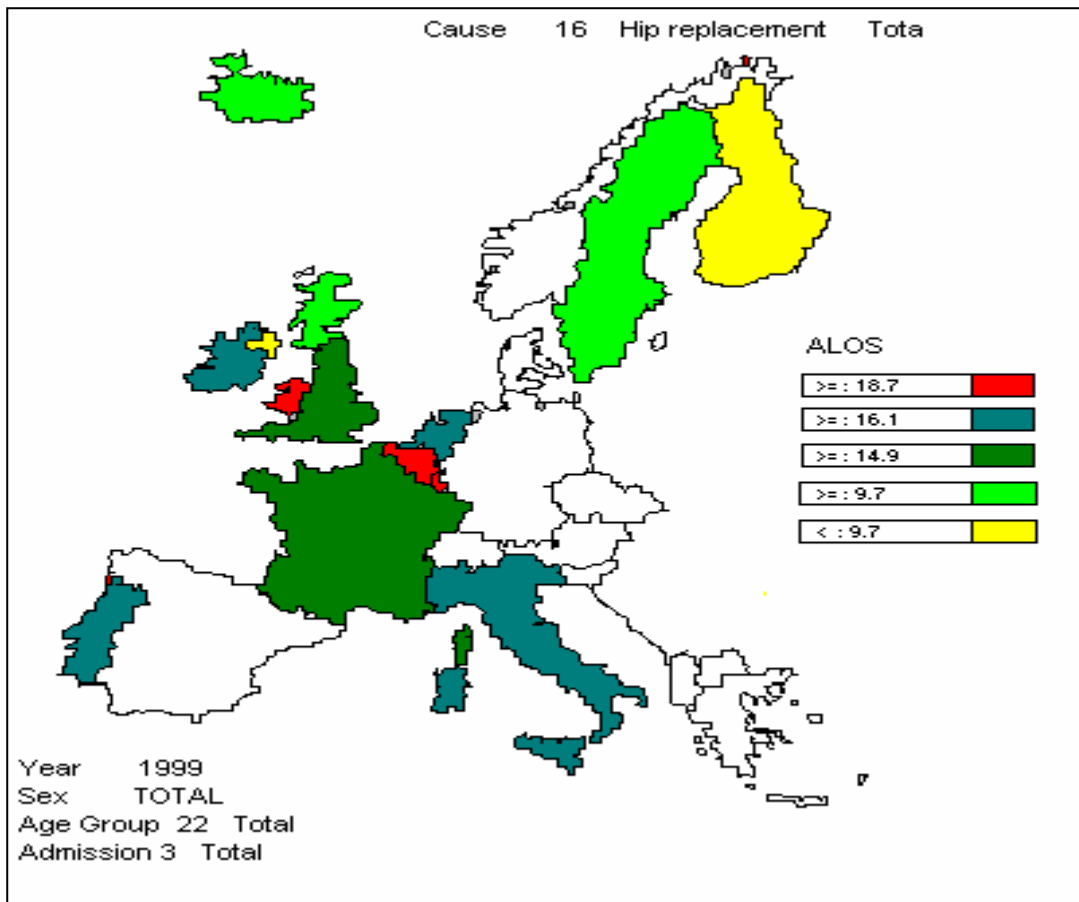 Cause 16 Hip replacement Tota
ALOS
>= : 18.7
>= : 16.1
>= : 14.9
>= : 9.7
< : 9.7
Year 1999
Sex TOTAL
Age Group 22 Total
Admission 3 Total